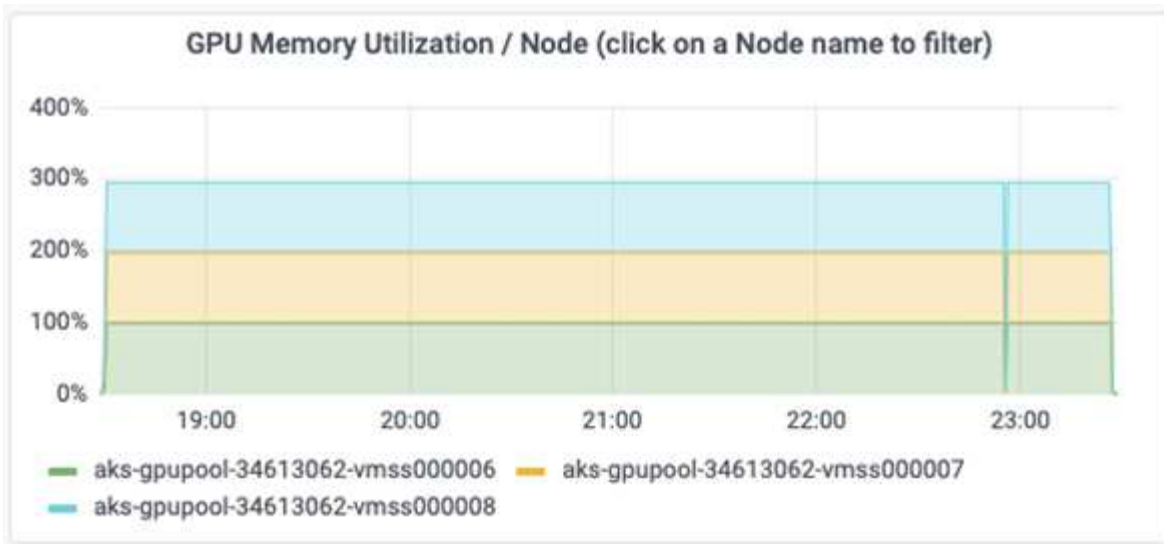 GPU Memory Utilization / Node (click on a Node name to filter)
400%
300%
200%
100%
0%
19:00 20:00 21:00 22:00 23:00
aks-gpupool-34613062-vmss000006 aks-gpupool-34613062-vmss000007
aks-gpupool-34613062-vmss000008